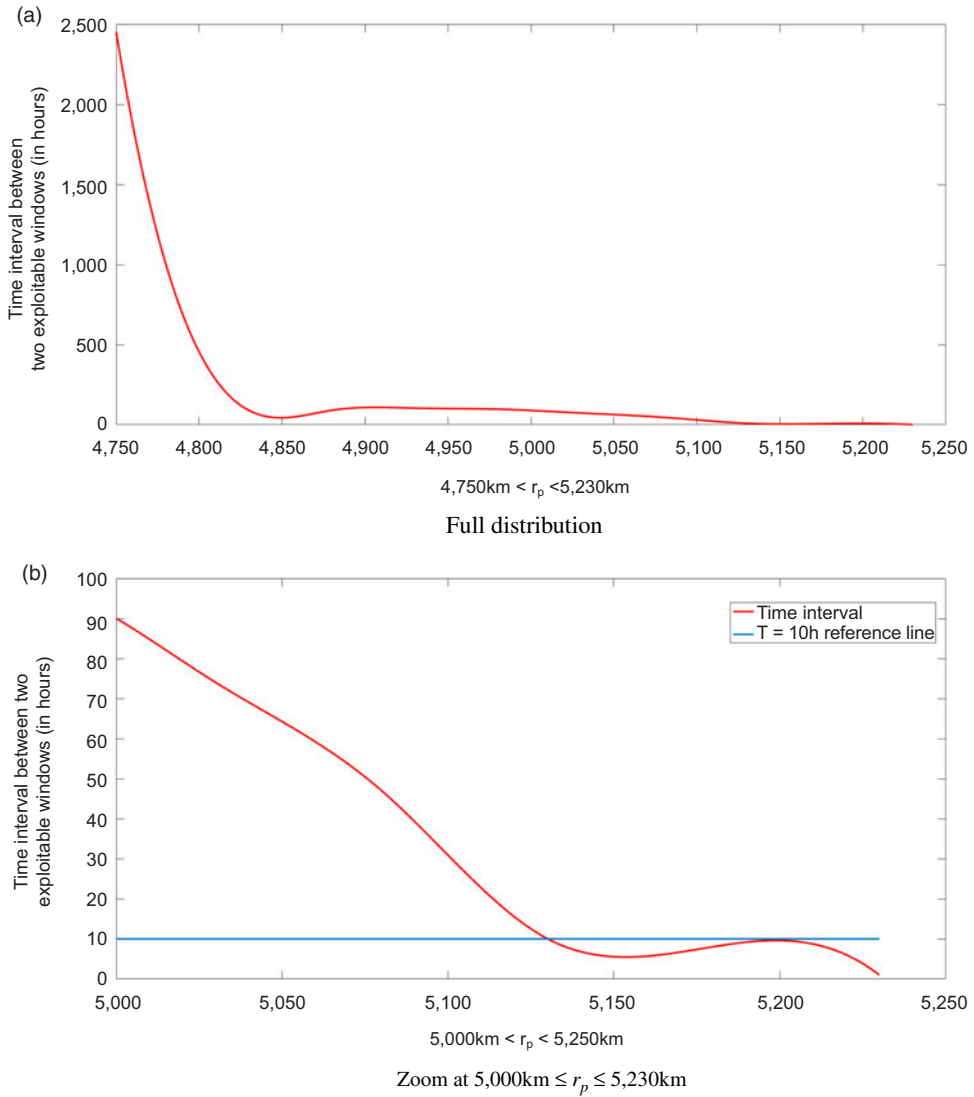 (a)
2,500
2,000
1,500
1,000
500
0
Time interval between
two exploitable windows (in hours)
4,750 4,800 4,850 4,900 4,950 5,000 5,050 5,100 5,150 5,200 5,250
4,750km < rp <5,230km
Full distribution
(b)
100
90
80
70
60
50
40
30
20
10
0
Time interval between two
exploitable windows (in hours)
Time interval
T = 10h reference line
5,000 5,050 5,100 5,150 5,200 5,250
5,000km < rp < 5,250km
Zoom at 5,000km ≤ rp ≤ 5,230km